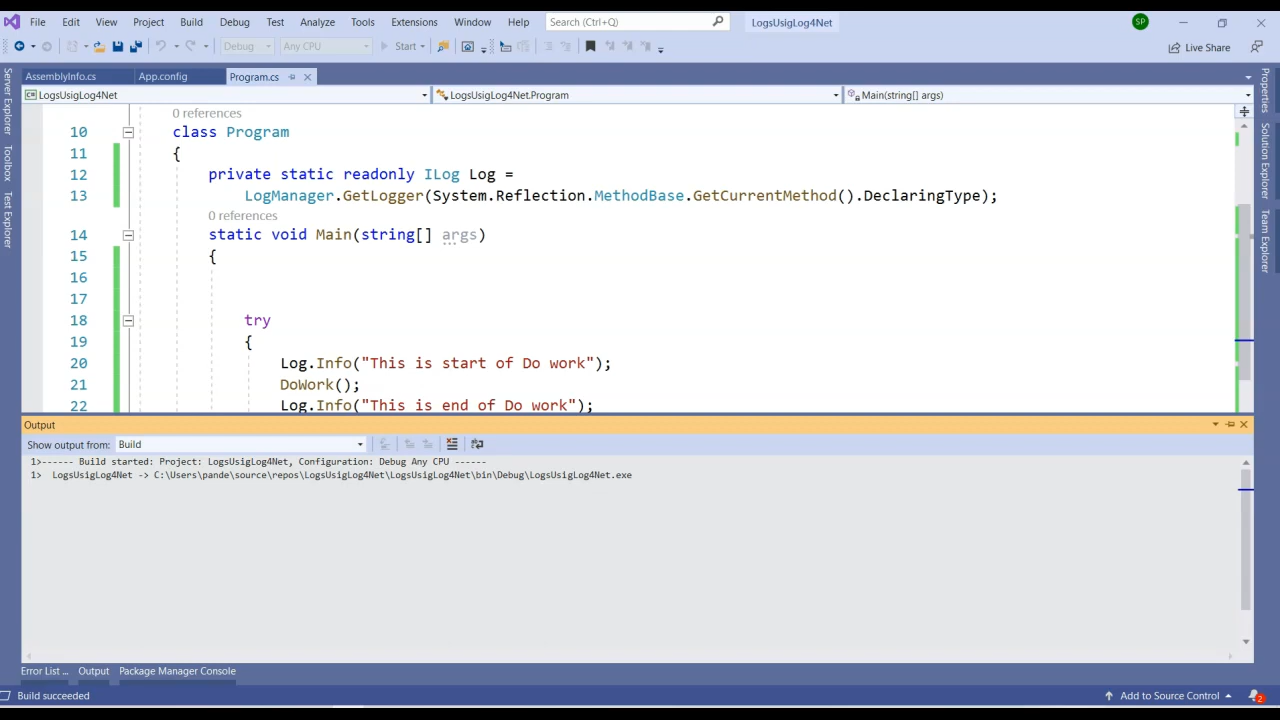 File Edit View Project Build Debug Test Analyze Tools Extensions Window Help Search (Ctrl+Q) LogsUsigLog4Net SP
Debug Any CPU Start Live Share
AssemblyInfo.cs App.config Program.cs
LogsUsigLog4Net LogsUsigLog4Net.Program Main(string[] args)
Server Explorer
Toolbox
Test Explorer
0 references
10 class Program
11 {
12 private static readonly ILog Log =
13 LogManager.GetLogger(System.Reflection.MethodBase.GetCurrentMethod().DeclaringType);
0 references
14 static void Main(string[] args)
15 {
16
17
18 try
19 {
20 Log.Info("This is start of Do work");
21 DoWork();
22 Log.Info("This is end of Do work");
Properties
Solution Explorer
Team Explorer
Output
Show output from: Build
1>------ Build started: Project: LogsUsigLog4Net, Configuration: Debug Any CPU ------
1> LogsUsigLog4Net -> C:\Users\pande\source\repos\LogsUsigLog4Net\LogsUsigLog4Net\bin\Debug\LogsUsigLog4Net.exe
Error List ... Output Package Manager Console
Build succeeded Add to Source Control 2